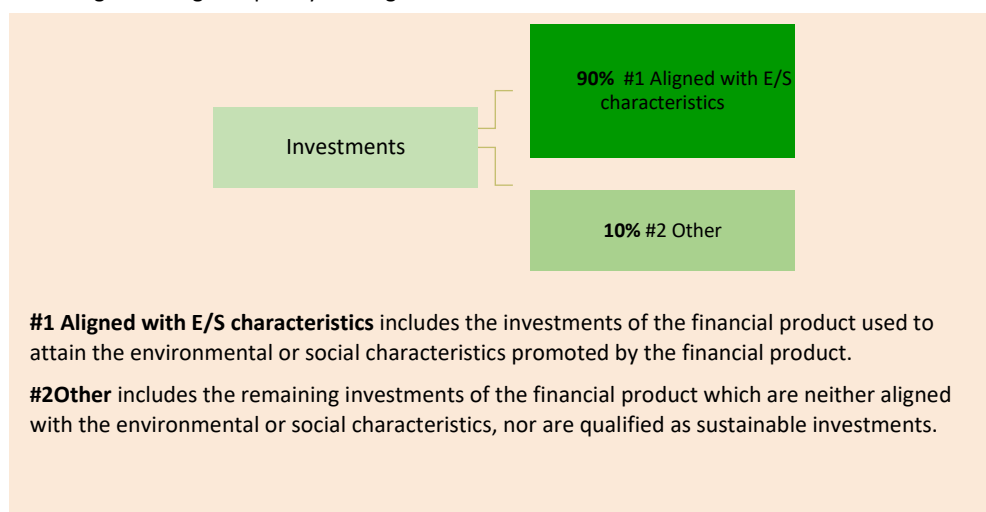 90% #1 Aligned with E/S
characteristics
Investments
10% #2 Other
#1 Aligned with E/S characteristics includes the investments of the financial product used to
attain the environmental or social characteristics promoted by the financial product.
#2Other includes the remaining investments of the financial product which are neither aligned
with the environmental or social characteristics, nor are qualified as sustainable investments.